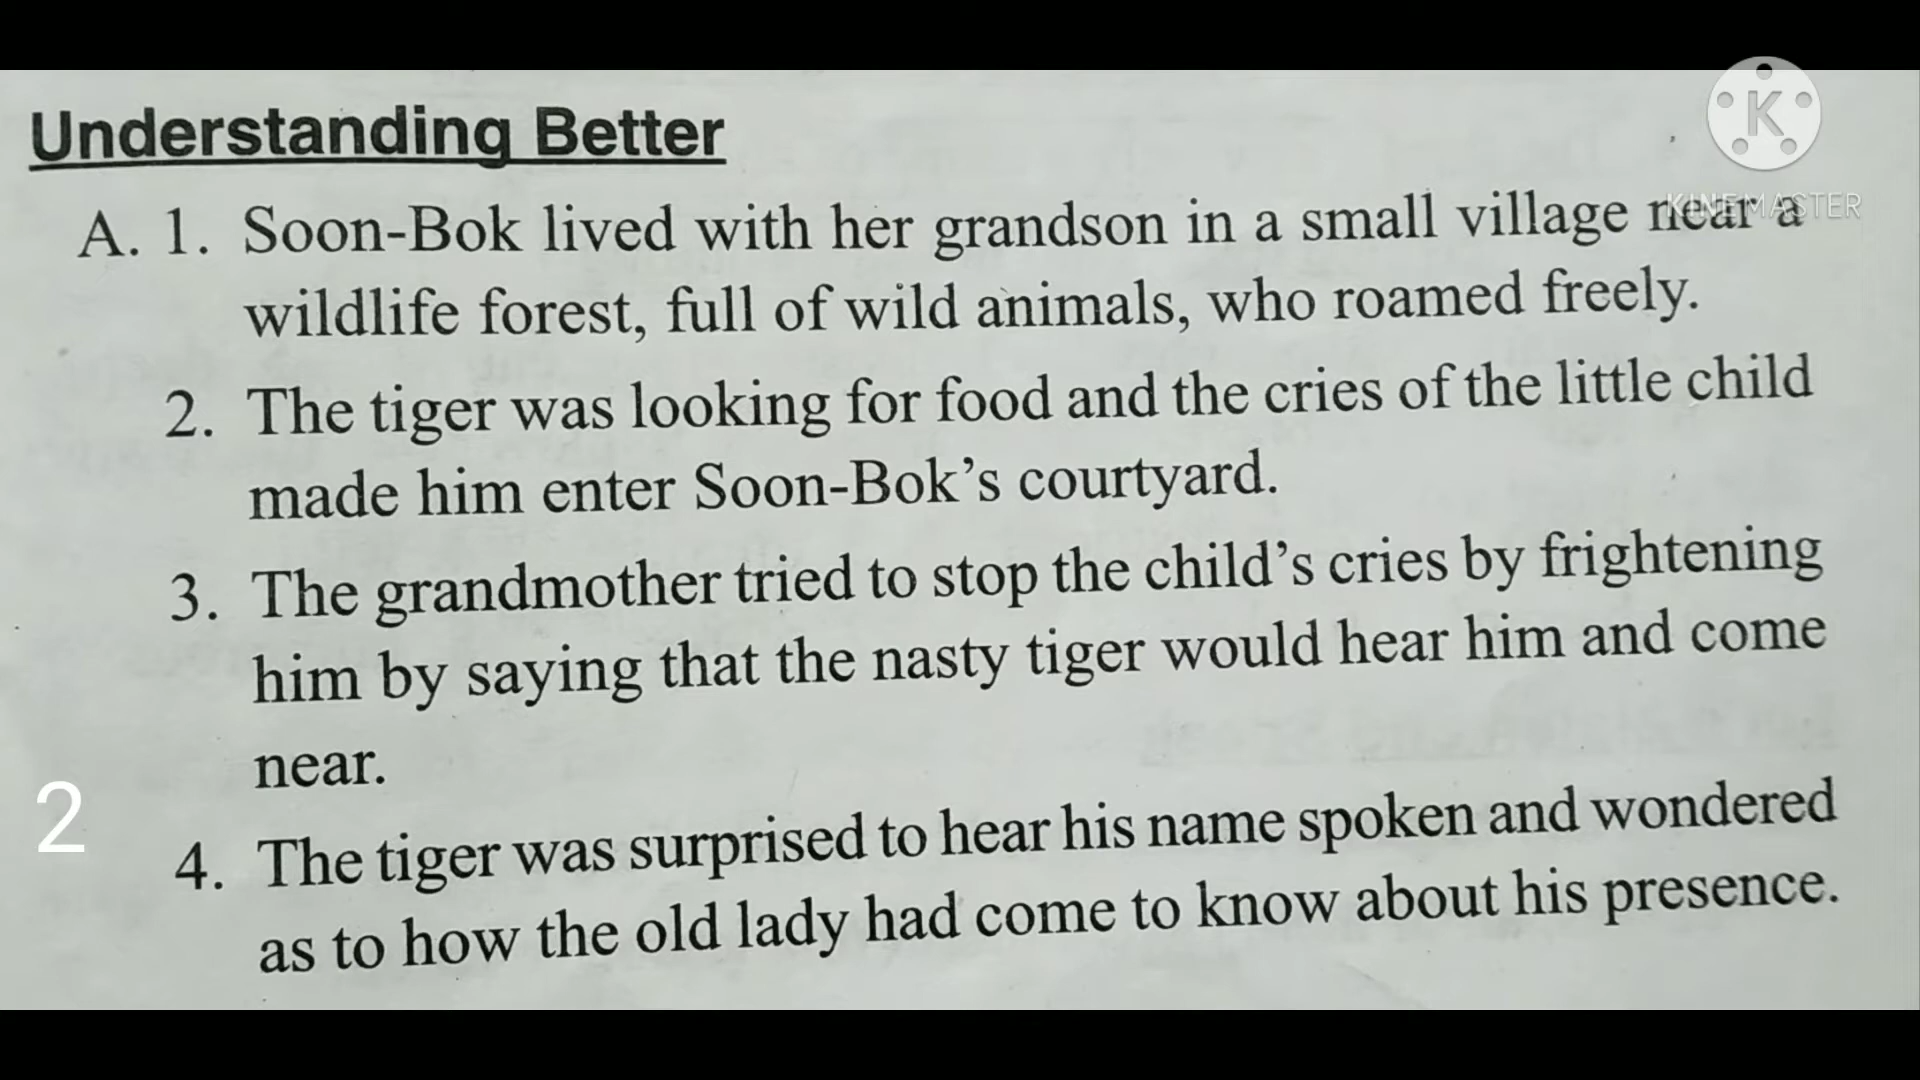 Understanding Better
K
KINEMASTER
A. 1. Soon-Bok lived with her grandson in a small village near a
wildlife forest, full of wild animals, who roamed freely.
2. The tiger was looking for food and the cries of the little child
made him enter Soon-Bok's courtyard.
3. The grandmother tried to stop the child's cries by frightening
him by saying that the nasty tiger would hear him and come
near.
2
4. The tiger was surprised to hear his name spoken and wondered
as to how the old lady had come to know about his presence.